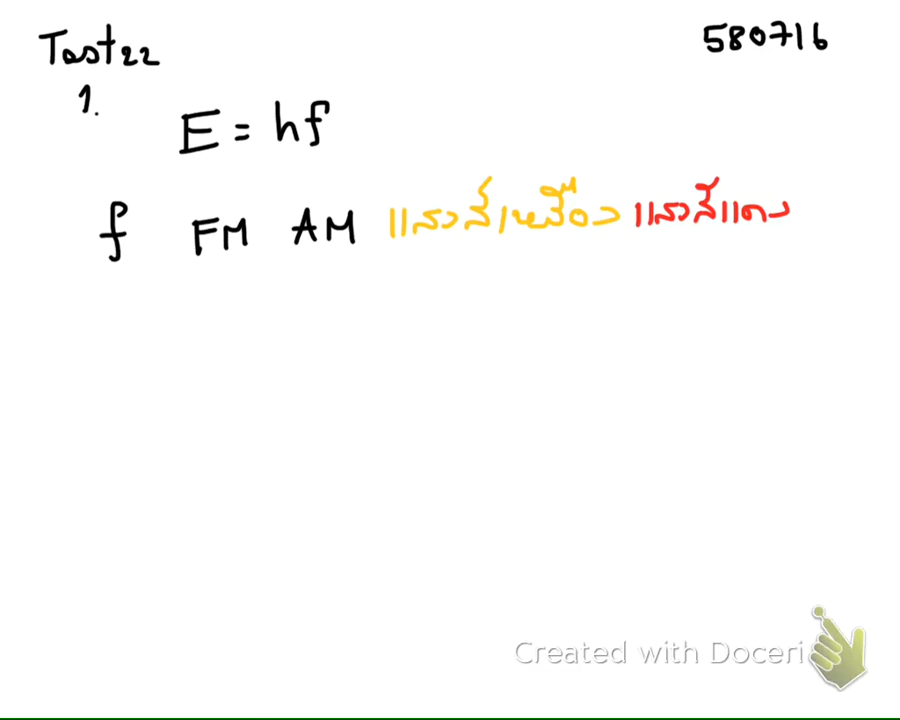 Test22 580716
1.
E = hf
f FM AM แสงสีเหลือง แสงสีแดง
Created with Doceri